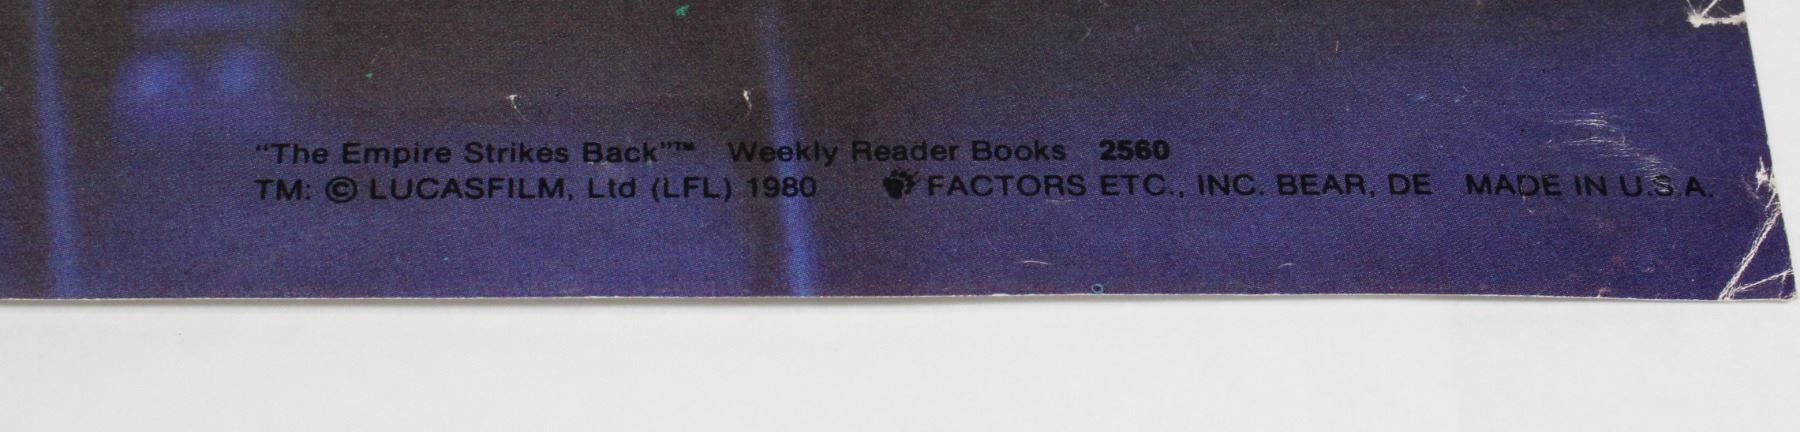 "The Empire Strikes Back"™ Weekly Reader Books 2560
TM: © LUCASFILM, Ltd (LFL) 1980 FACTORS ETC., INC. BEAR, DE MADE IN U.S.A.